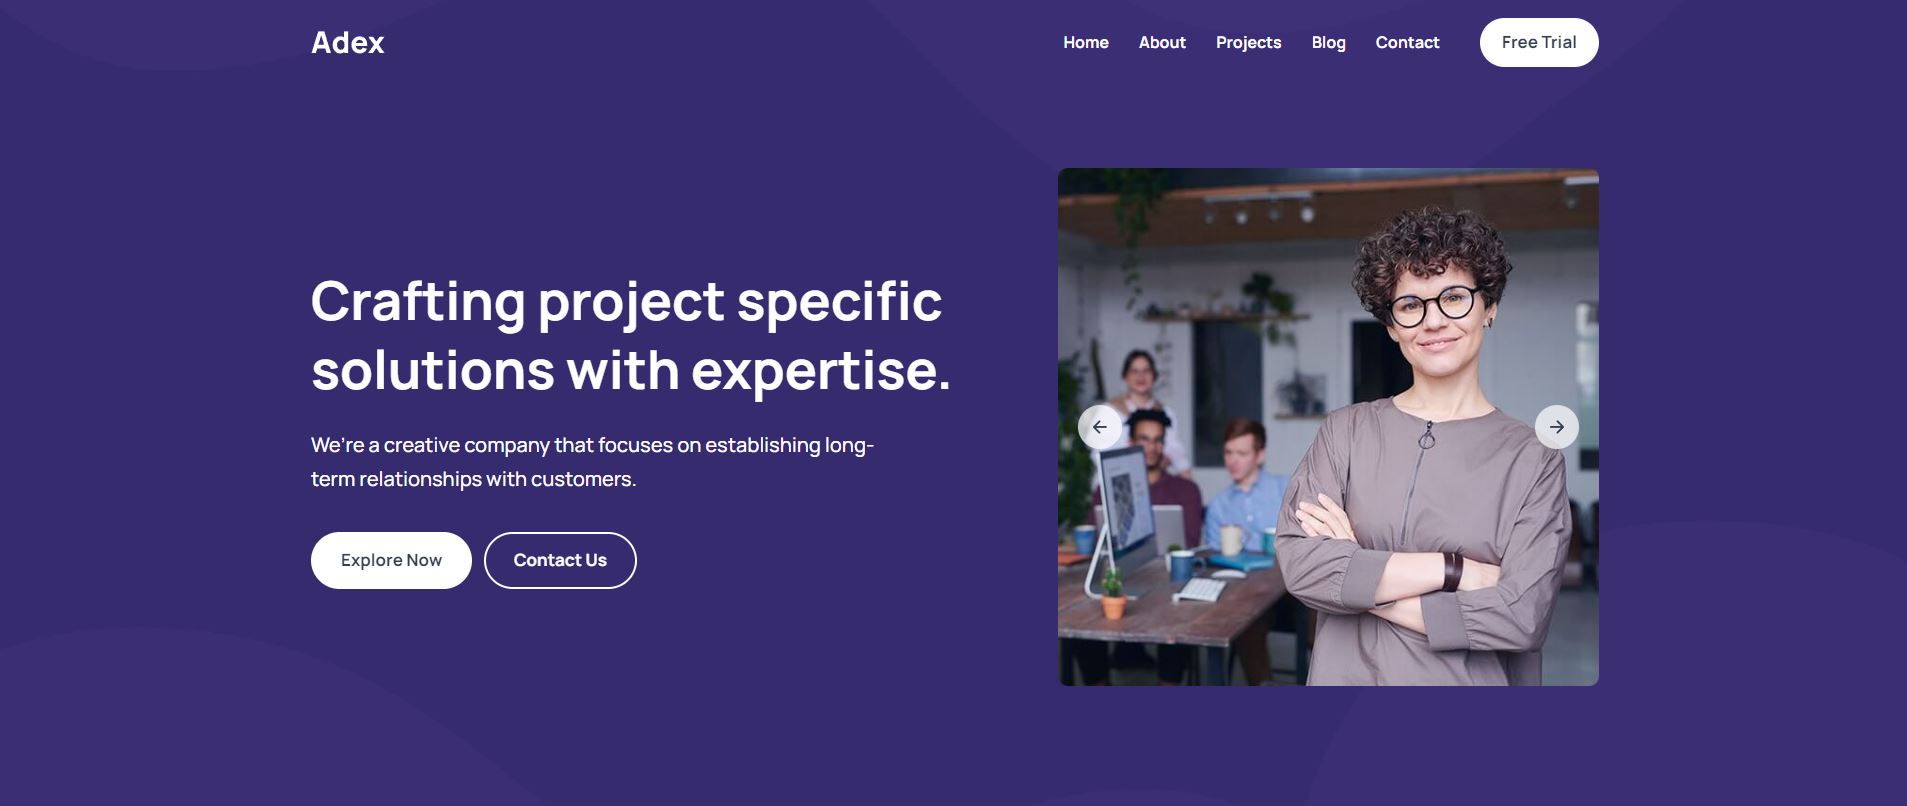 Adex
Home
About
Projects
Blog
Contact
Free Trial
Crafting project specific
solutions with expertise.
We’re a creative company that focuses on establishing long-
term relationships with customers.
Explore Now
Contact Us